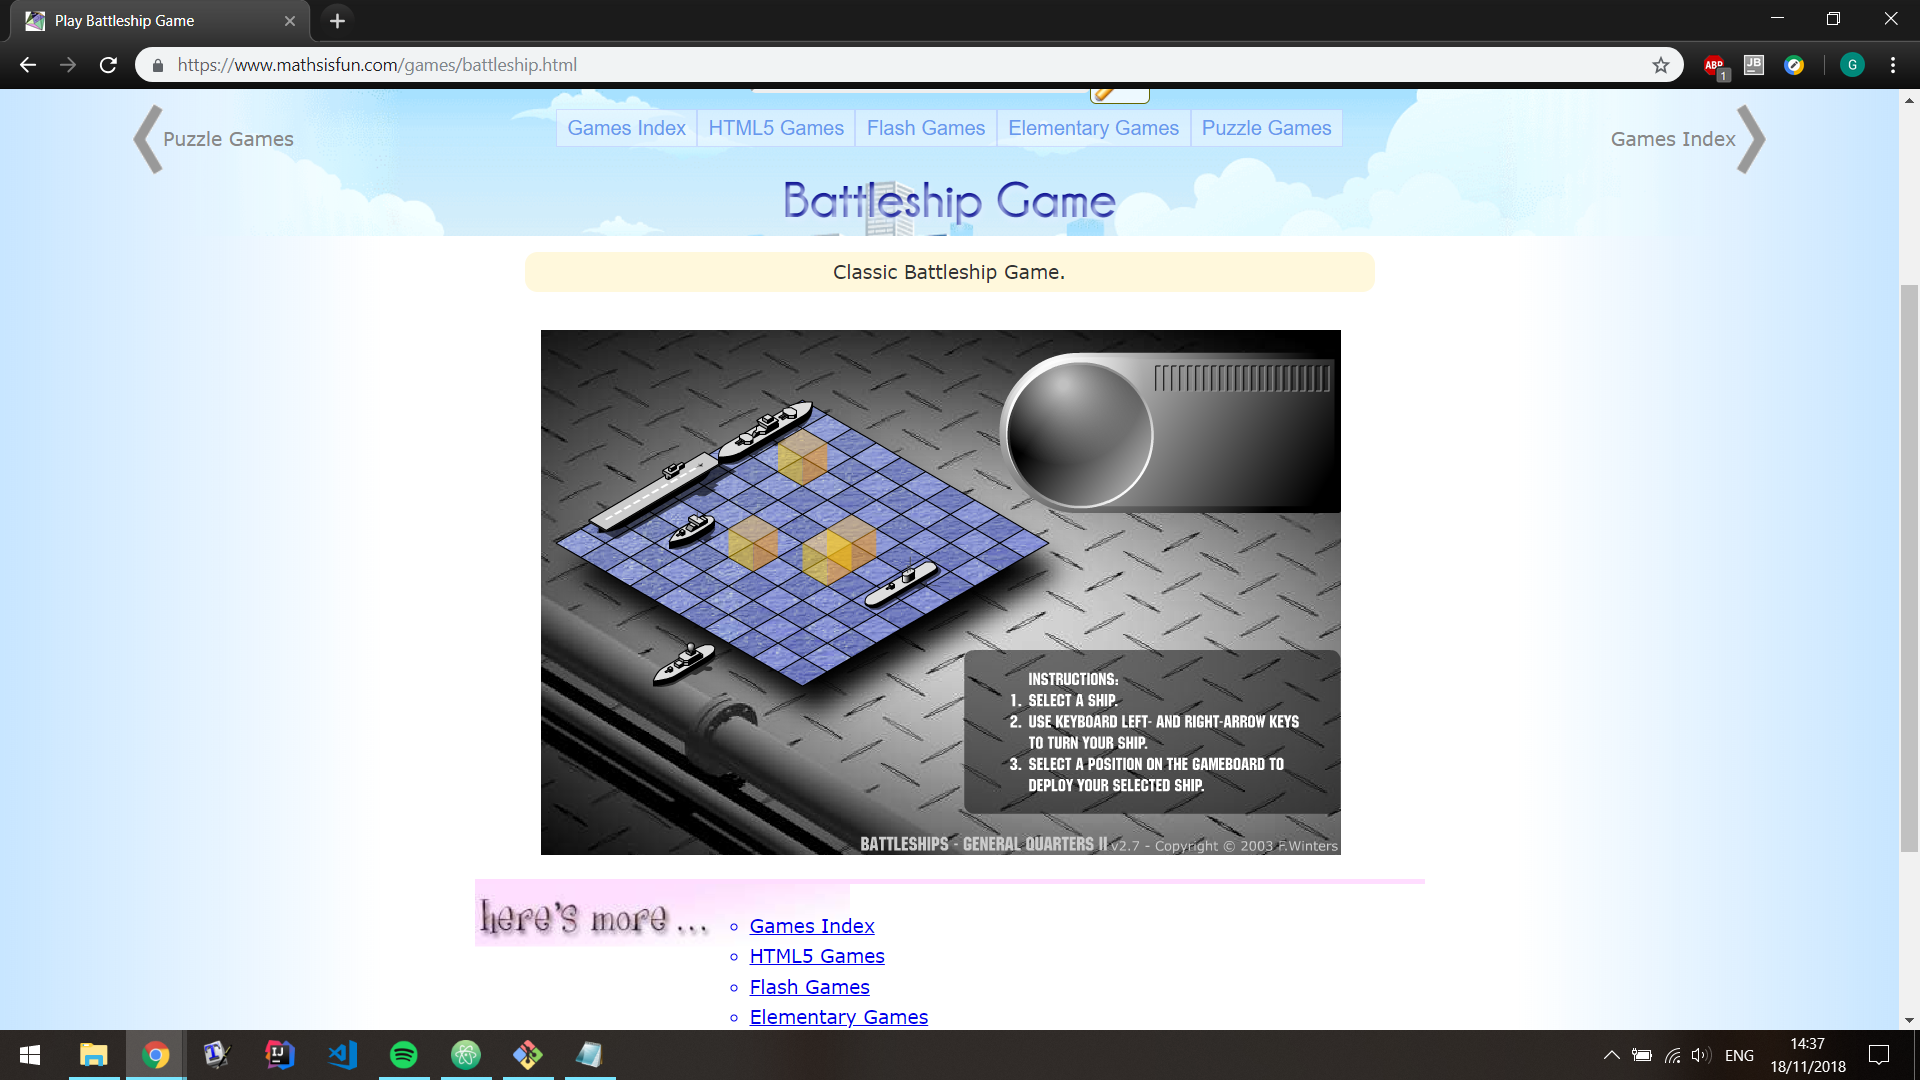 Play Battleship Game
https://www.mathsisfun.com/games/battleship.html
ABP
1
JB
G
Puzzle Games
Games Index HTML5 Games Flash Games Elementary Games Puzzle Games
Games Index
Battleship Game
Classic Battleship Game.
INSTRUCTIONS:
1. SELECT A SHIP.
2. USE KEYBOARD LEFT- AND RIGHT-ARROW KEYS
TO TURN YOUR SHIP.
3. SELECT A POSITION ON THE GAMEBOARD TO
DEPLOY YOUR SELECTED SHIP.
BATTLESHIPS - GENERAL QUARTERS II v2.7 - Copyright © 2003 F.Winters
here's more ...
Games Index
HTML5 Games
Flash Games
Elementary Games
IJ
ENG
14:37
18/11/2018